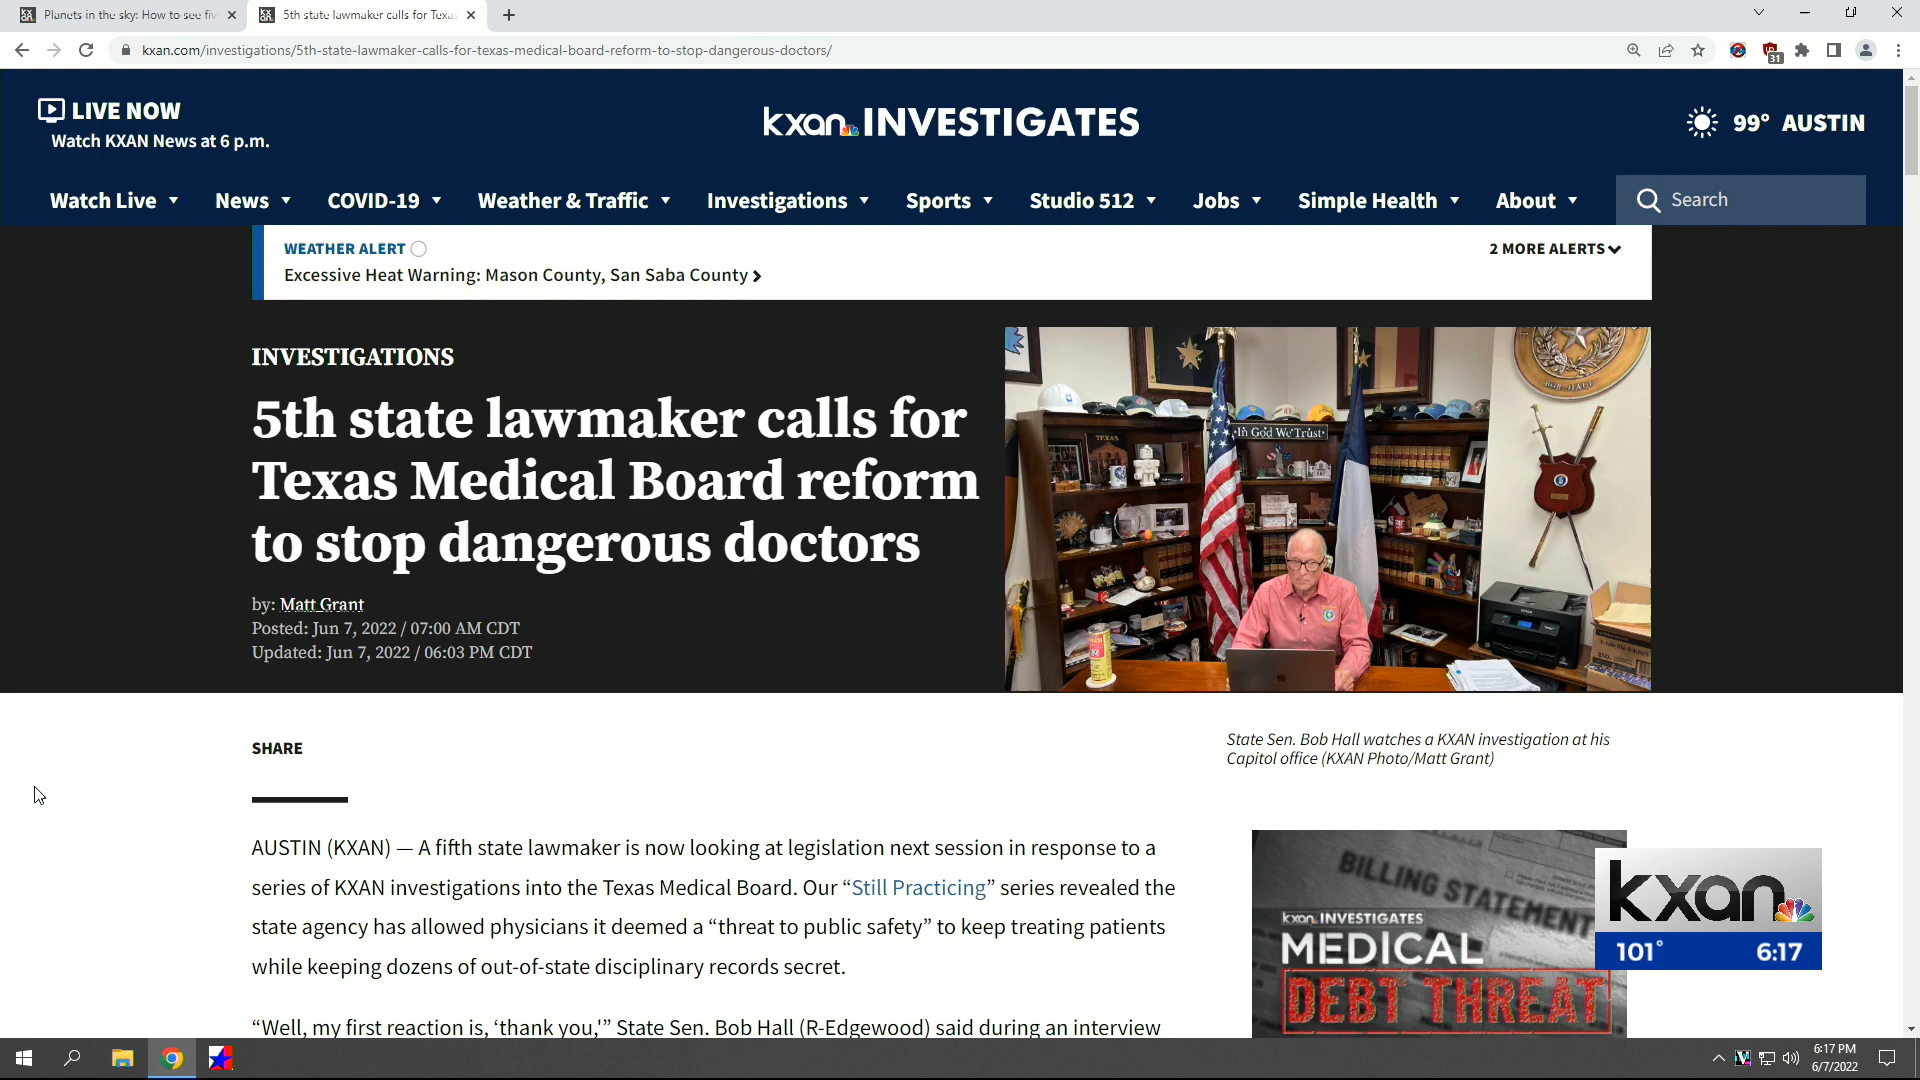 Planets in the sky: How to see fiv
5th state lawmaker calls for Texas
kxan.com/investigations/5th-state-lawmaker-calls-for-texas-medical-board-reform-to-stop-dangerous-doctors/
31
LIVE NOW
Watch KXAN News at 6 p.m.
kxan INVESTIGATES
99° AUSTIN
Watch Live News COVID-19 Weather & Traffic Investigations Sports Studio 512 Jobs Simple Health About Search
WEATHER ALERT
2 MORE ALERTS
Excessive Heat Warning: Mason County, San Saba County
INVESTIGATIONS
5th state lawmaker calls for
Texas Medical Board reform
to stop dangerous doctors
by: Matt Grant
Posted: Jun 7, 2022 / 07:00 AM CDT
Updated: Jun 7, 2022 / 06:03 PM CDT
BOB HALL
In God We Trust
TEXAS
SHARE
State Sen. Bob Hall watches a KXAN investigation at his
Capitol office (KXAN Photo/Matt Grant)
AUSTIN (KXAN) — A fifth state lawmaker is now looking at legislation next session in response to a
series of KXAN investigations into the Texas Medical Board. Our “Still Practicing” series revealed the
state agency has allowed physicians it deemed a “threat to public safety” to keep treating patients
while keeping dozens of out-of-state disciplinary records secret.
“Well, my first reaction is, ‘thank you,'” State Sen. Bob Hall (R-Edgewood) said during an interview
BILLING STATEMENT
kxan INVESTIGATES
MEDICAL
DEBT THREAT
kxan
101° 6:17
6:17 PM
6/7/2022